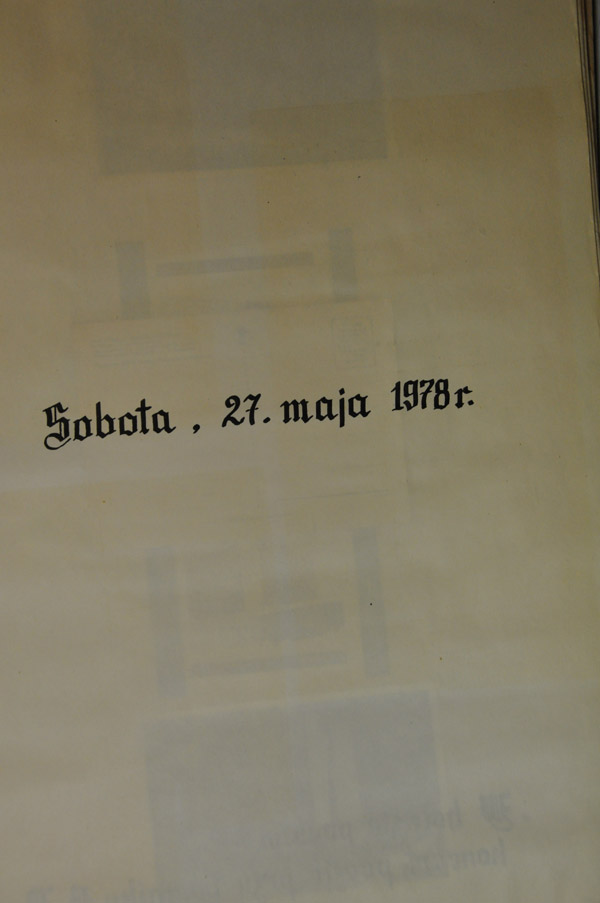 Sobota , 27. maja 1978 r.